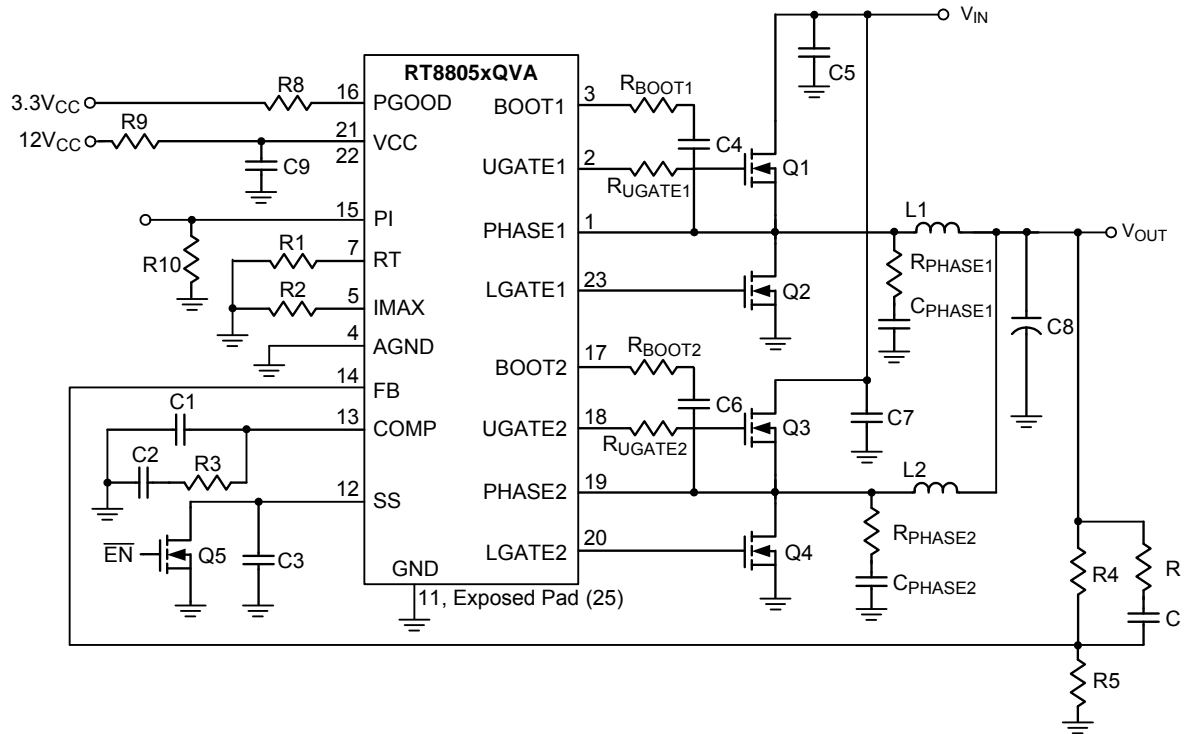 V_IN
RT8805xQVA
C5
R_BOOT1
3.3V_CC
R8
16
PGOOD
BOOT1
3
12V_CC
R9
21
VCC
22
C9
C4
UGATE1
2
R_UGATE1
Q1
15
PI
R10
PHASE1
1
L1
V_OUT
R1
7
RT
R2
5
IMAX
LGATE1
23
Q2
R_PHASE1
C_PHASE1
C8
4
AGND
14
FB
BOOT2
17
R_BOOT2
C1
13
COMP
C6
UGATE2
18
R_UGATE2
Q3
C7
C2
R3
L2
12
SS
PHASE2
19
EN
Q5
C3
LGATE2
20
Q4
R_PHASE2
C_PHASE2
R4
R
C
GND
11, Exposed Pad (25)
R5